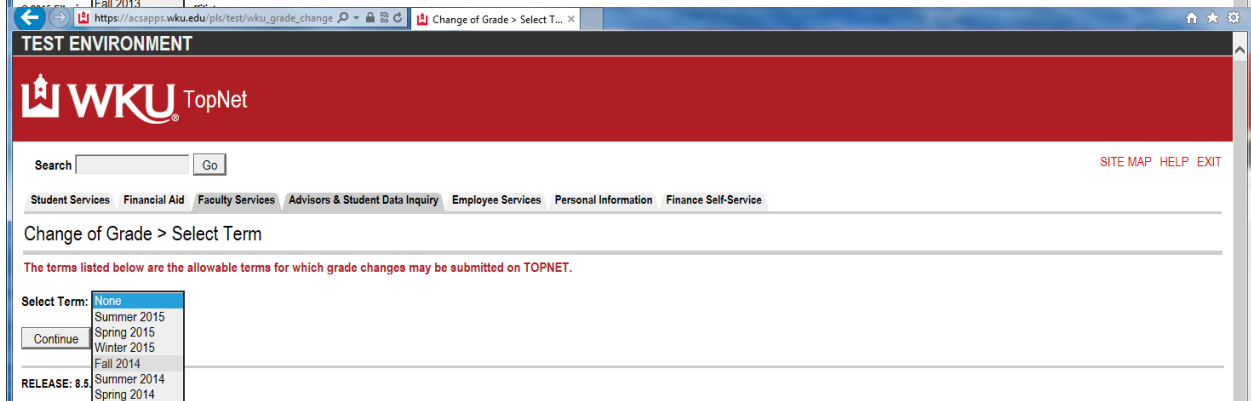 Fall 2013
https://acsapps.wku.edu/pls/test/wku_grade_change
Change of Grade > Select T...
TEST ENVIRONMENT
WKU® TopNet
Search Go
SITE MAP HELP EXIT
Student Services Financial Aid Faculty Services Advisors & Student Data Inquiry Employee Services Personal Information Finance Self-Service
Change of Grade > Select Term
The terms listed below are the allowable terms for which grade changes may be submitted on TOPNET.
Select Term: None
Summer 2015
Spring 2015
Continue
Winter 2015
Fall 2014
RELEASE: 8.5.
Summer 2014
Spring 2014